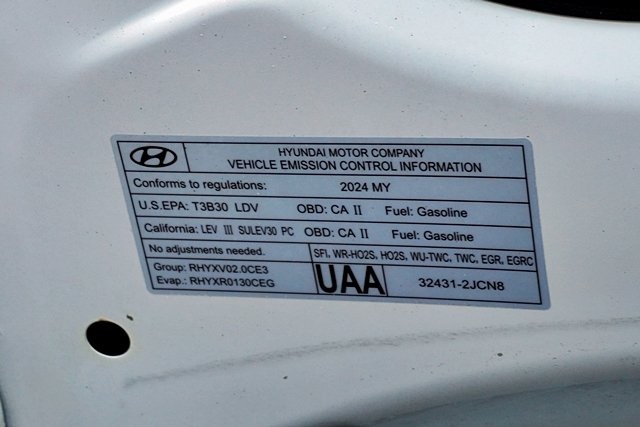 HYUNDAI MOTOR COMPANY
VEHICLE EMISSION CONTROL INFORMATION
Conforms to regulations: 2024 MY
U.S.EPA: T3B30 LDV OBD: CA II Fuel: Gasoline
California: LEV III SULEV30 PC OBD: CA II Fuel: Gasoline
No adjustments needed. SFI, WR-HO2S, HO2S, WU-TWC, TWC, EGR, EGRC
Group: RHYXV02.0CE3
Evap.: RHYXR0130CEG
UAA 32431-2JCN8